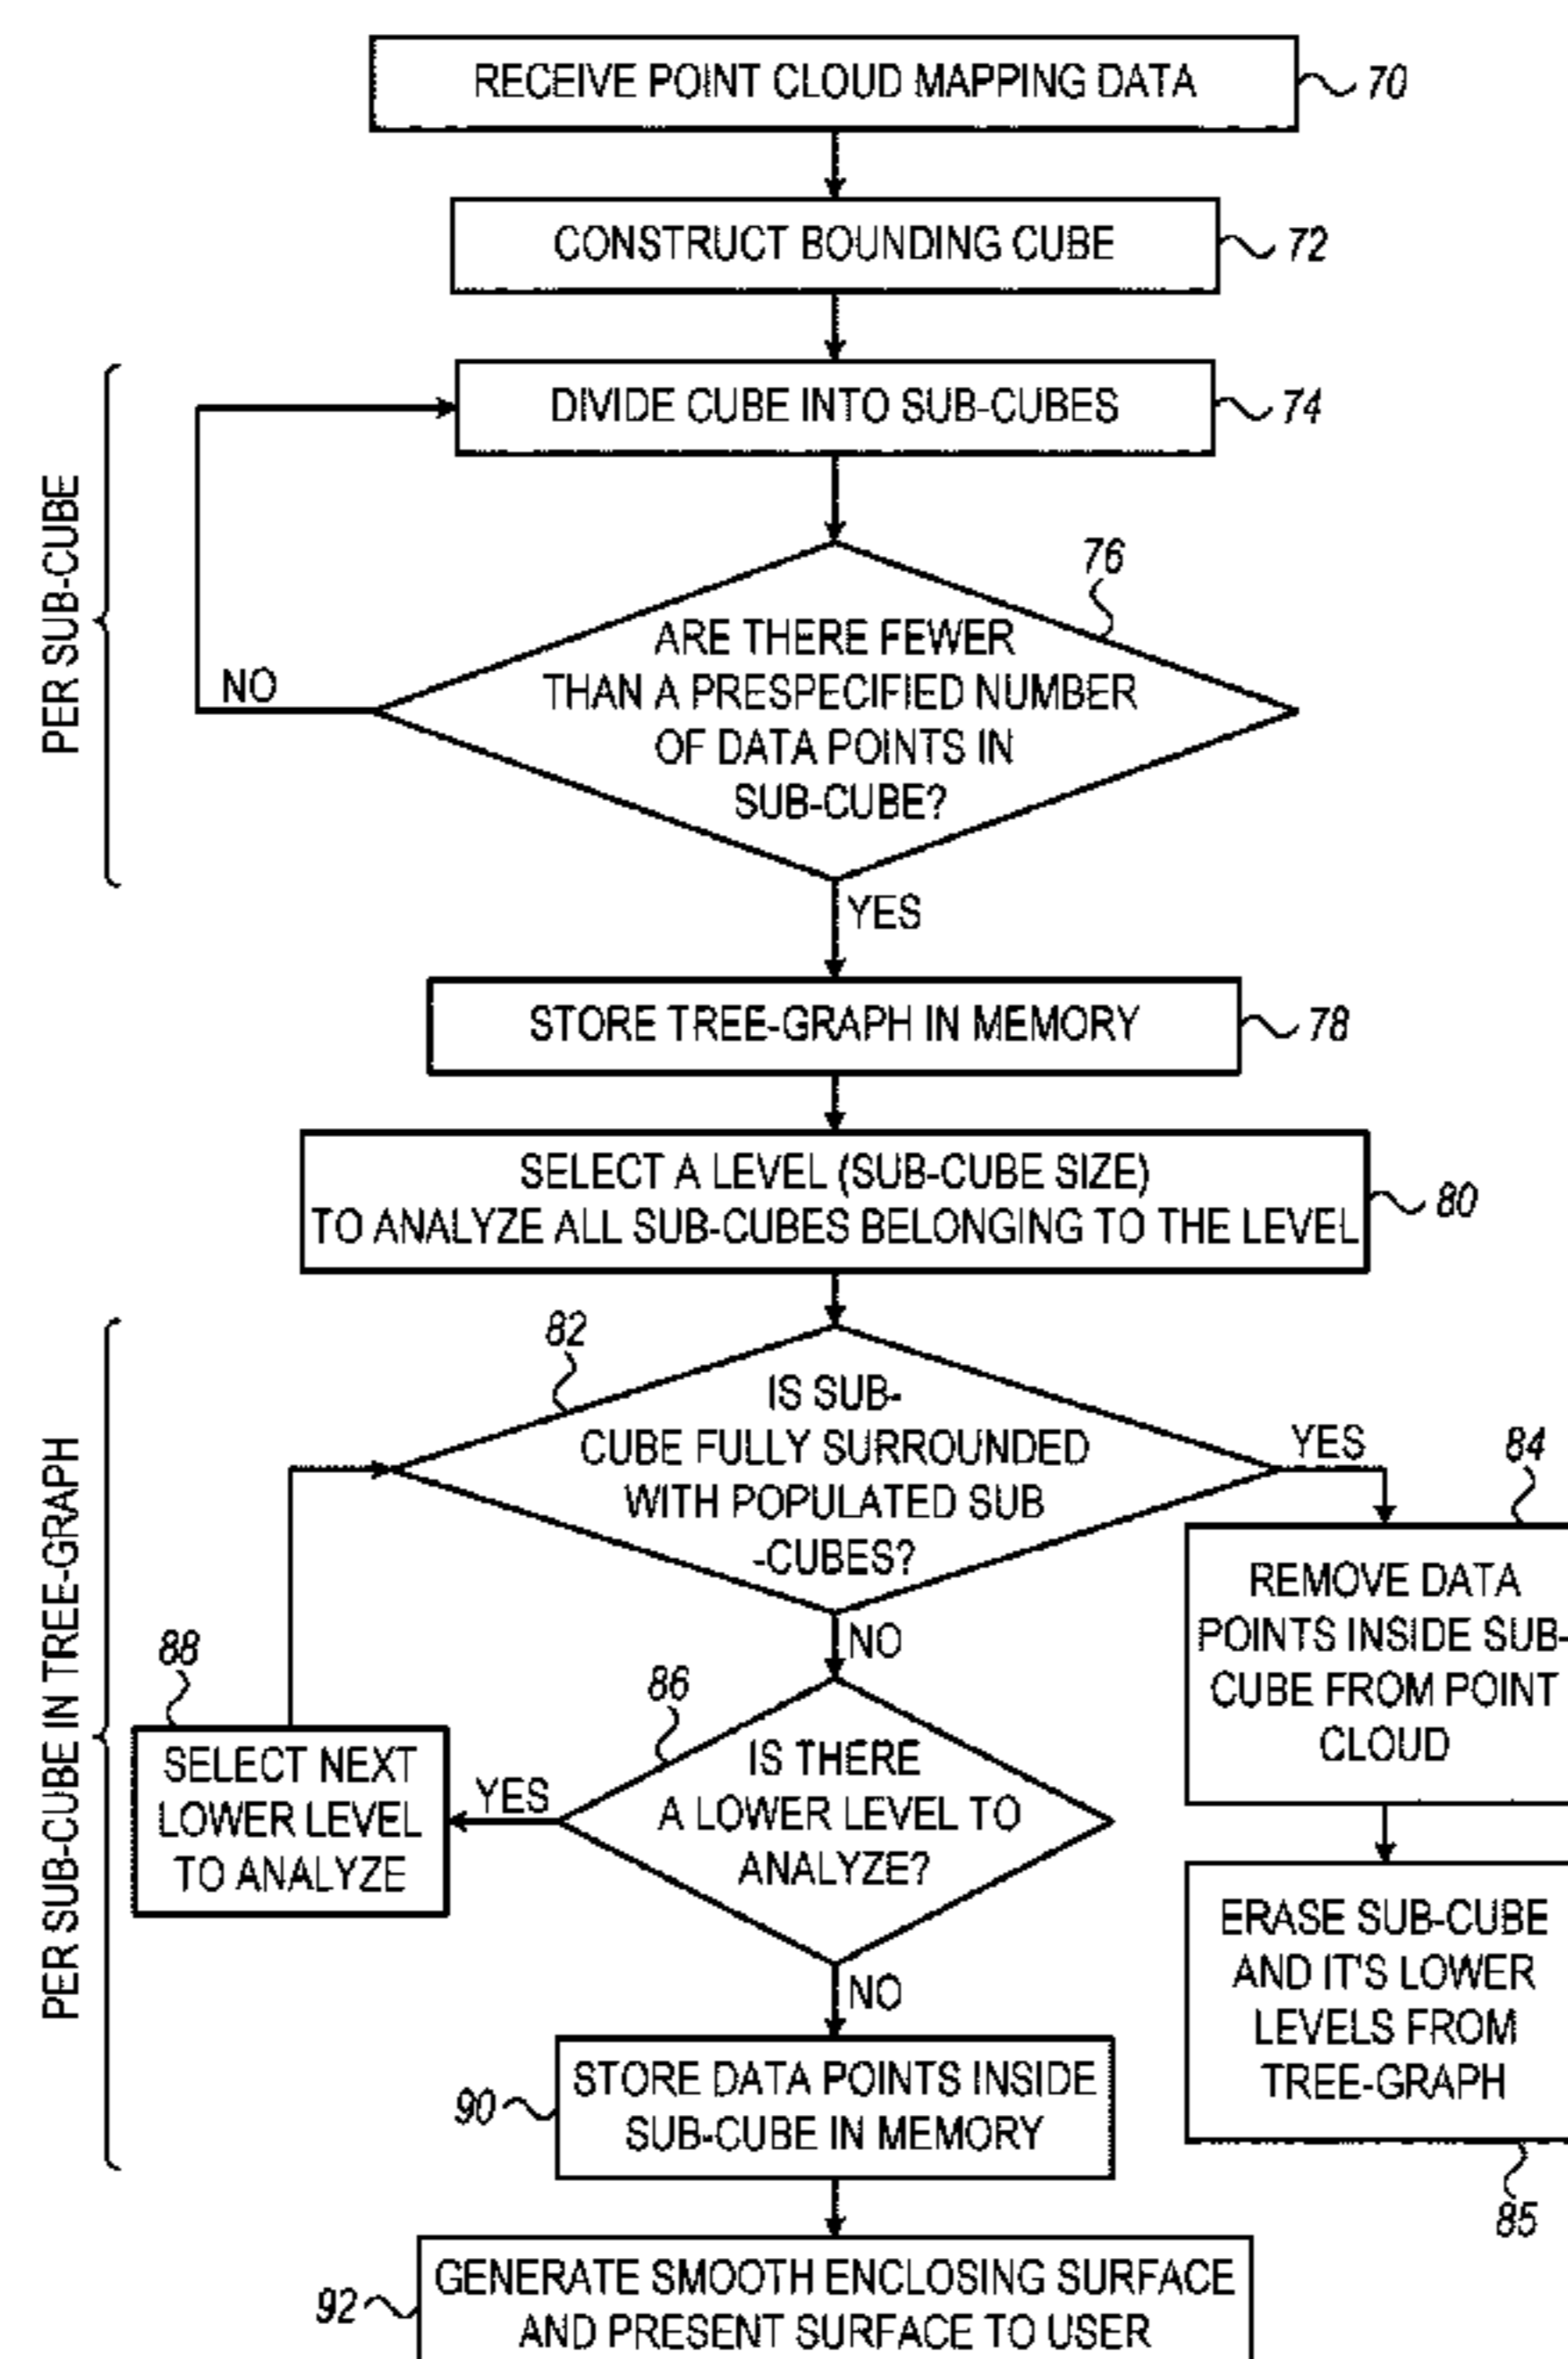 RECEIVE POINT CLOUD MAPPING DATA
70
CONSTRUCT BOUNDING CUBE
72
DIVIDE CUBE INTO SUB-CUBES
74
PER SUB-CUBE
76
ARE THERE FEWER
THAN A PRESPECIFIED NUMBER
OF DATA POINTS IN
SUB-CUBE?
NO
YES
STORE TREE-GRAPH IN MEMORY
78
SELECT A LEVEL (SUB-CUBE SIZE)
TO ANALYZE ALL SUB-CUBES BELONGING TO THE LEVEL
80
PER SUB-CUBE IN TREE-GRAPH
82
IS SUB-
CUBE FULLY SURROUNDED
WITH POPULATED SUB
-CUBES?
YES
84
REMOVE DATA
POINTS INSIDE SUB-
CUBE FROM POINT
CLOUD
NO
86
IS THERE
A LOWER LEVEL TO
ANALYZE?
YES
88
SELECT NEXT
LOWER LEVEL
TO ANALYZE
ERASE SUB-CUBE
AND IT'S LOWER
LEVELS FROM
TREE-GRAPH
85
NO
STORE DATA POINTS INSIDE
SUB-CUBE IN MEMORY
90
GENERATE SMOOTH ENCLOSING SURFACE
AND PRESENT SURFACE TO USER
92